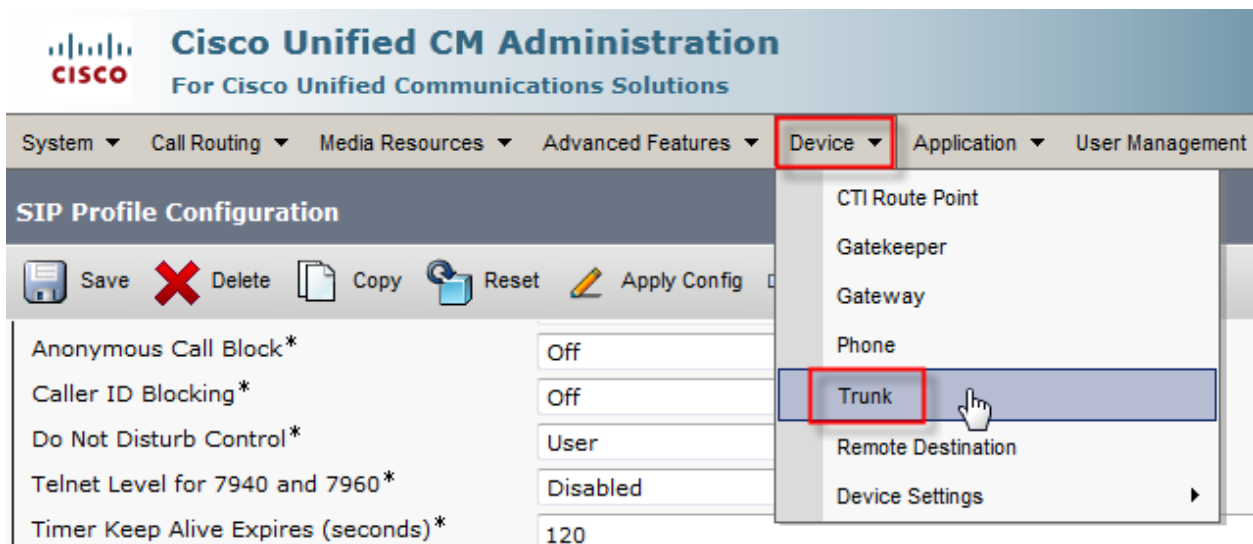 CISCO
Cisco Unified CM Administration
For Cisco Unified Communications Solutions
System Call Routing Media Resources Advanced Features Device Application User Management
SIP Profile Configuration
Save Delete Copy Reset Apply Config
CTI Route Point
Gatekeeper
Gateway
Phone
Trunk
Remote Destination
Device Settings
Anonymous Call Block* Off
Caller ID Blocking* Off
Do Not Disturb Control* User
Telnet Level for 7940 and 7960* Disabled
Timer Keep Alive Expires (seconds)* 120